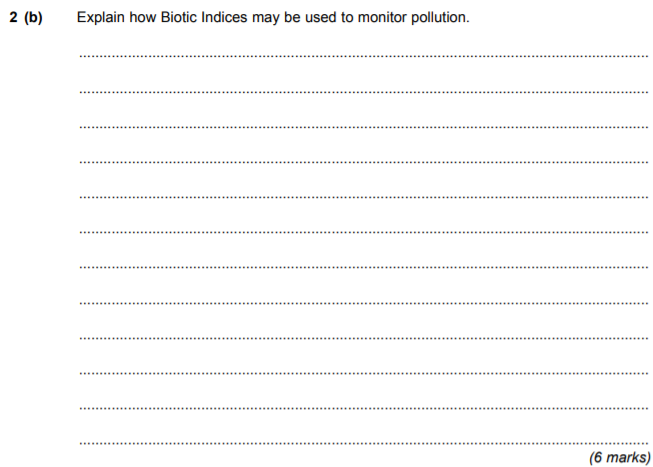 2 (b) Explain how Biotic Indices may be used to monitor pollution.
(6 marks)